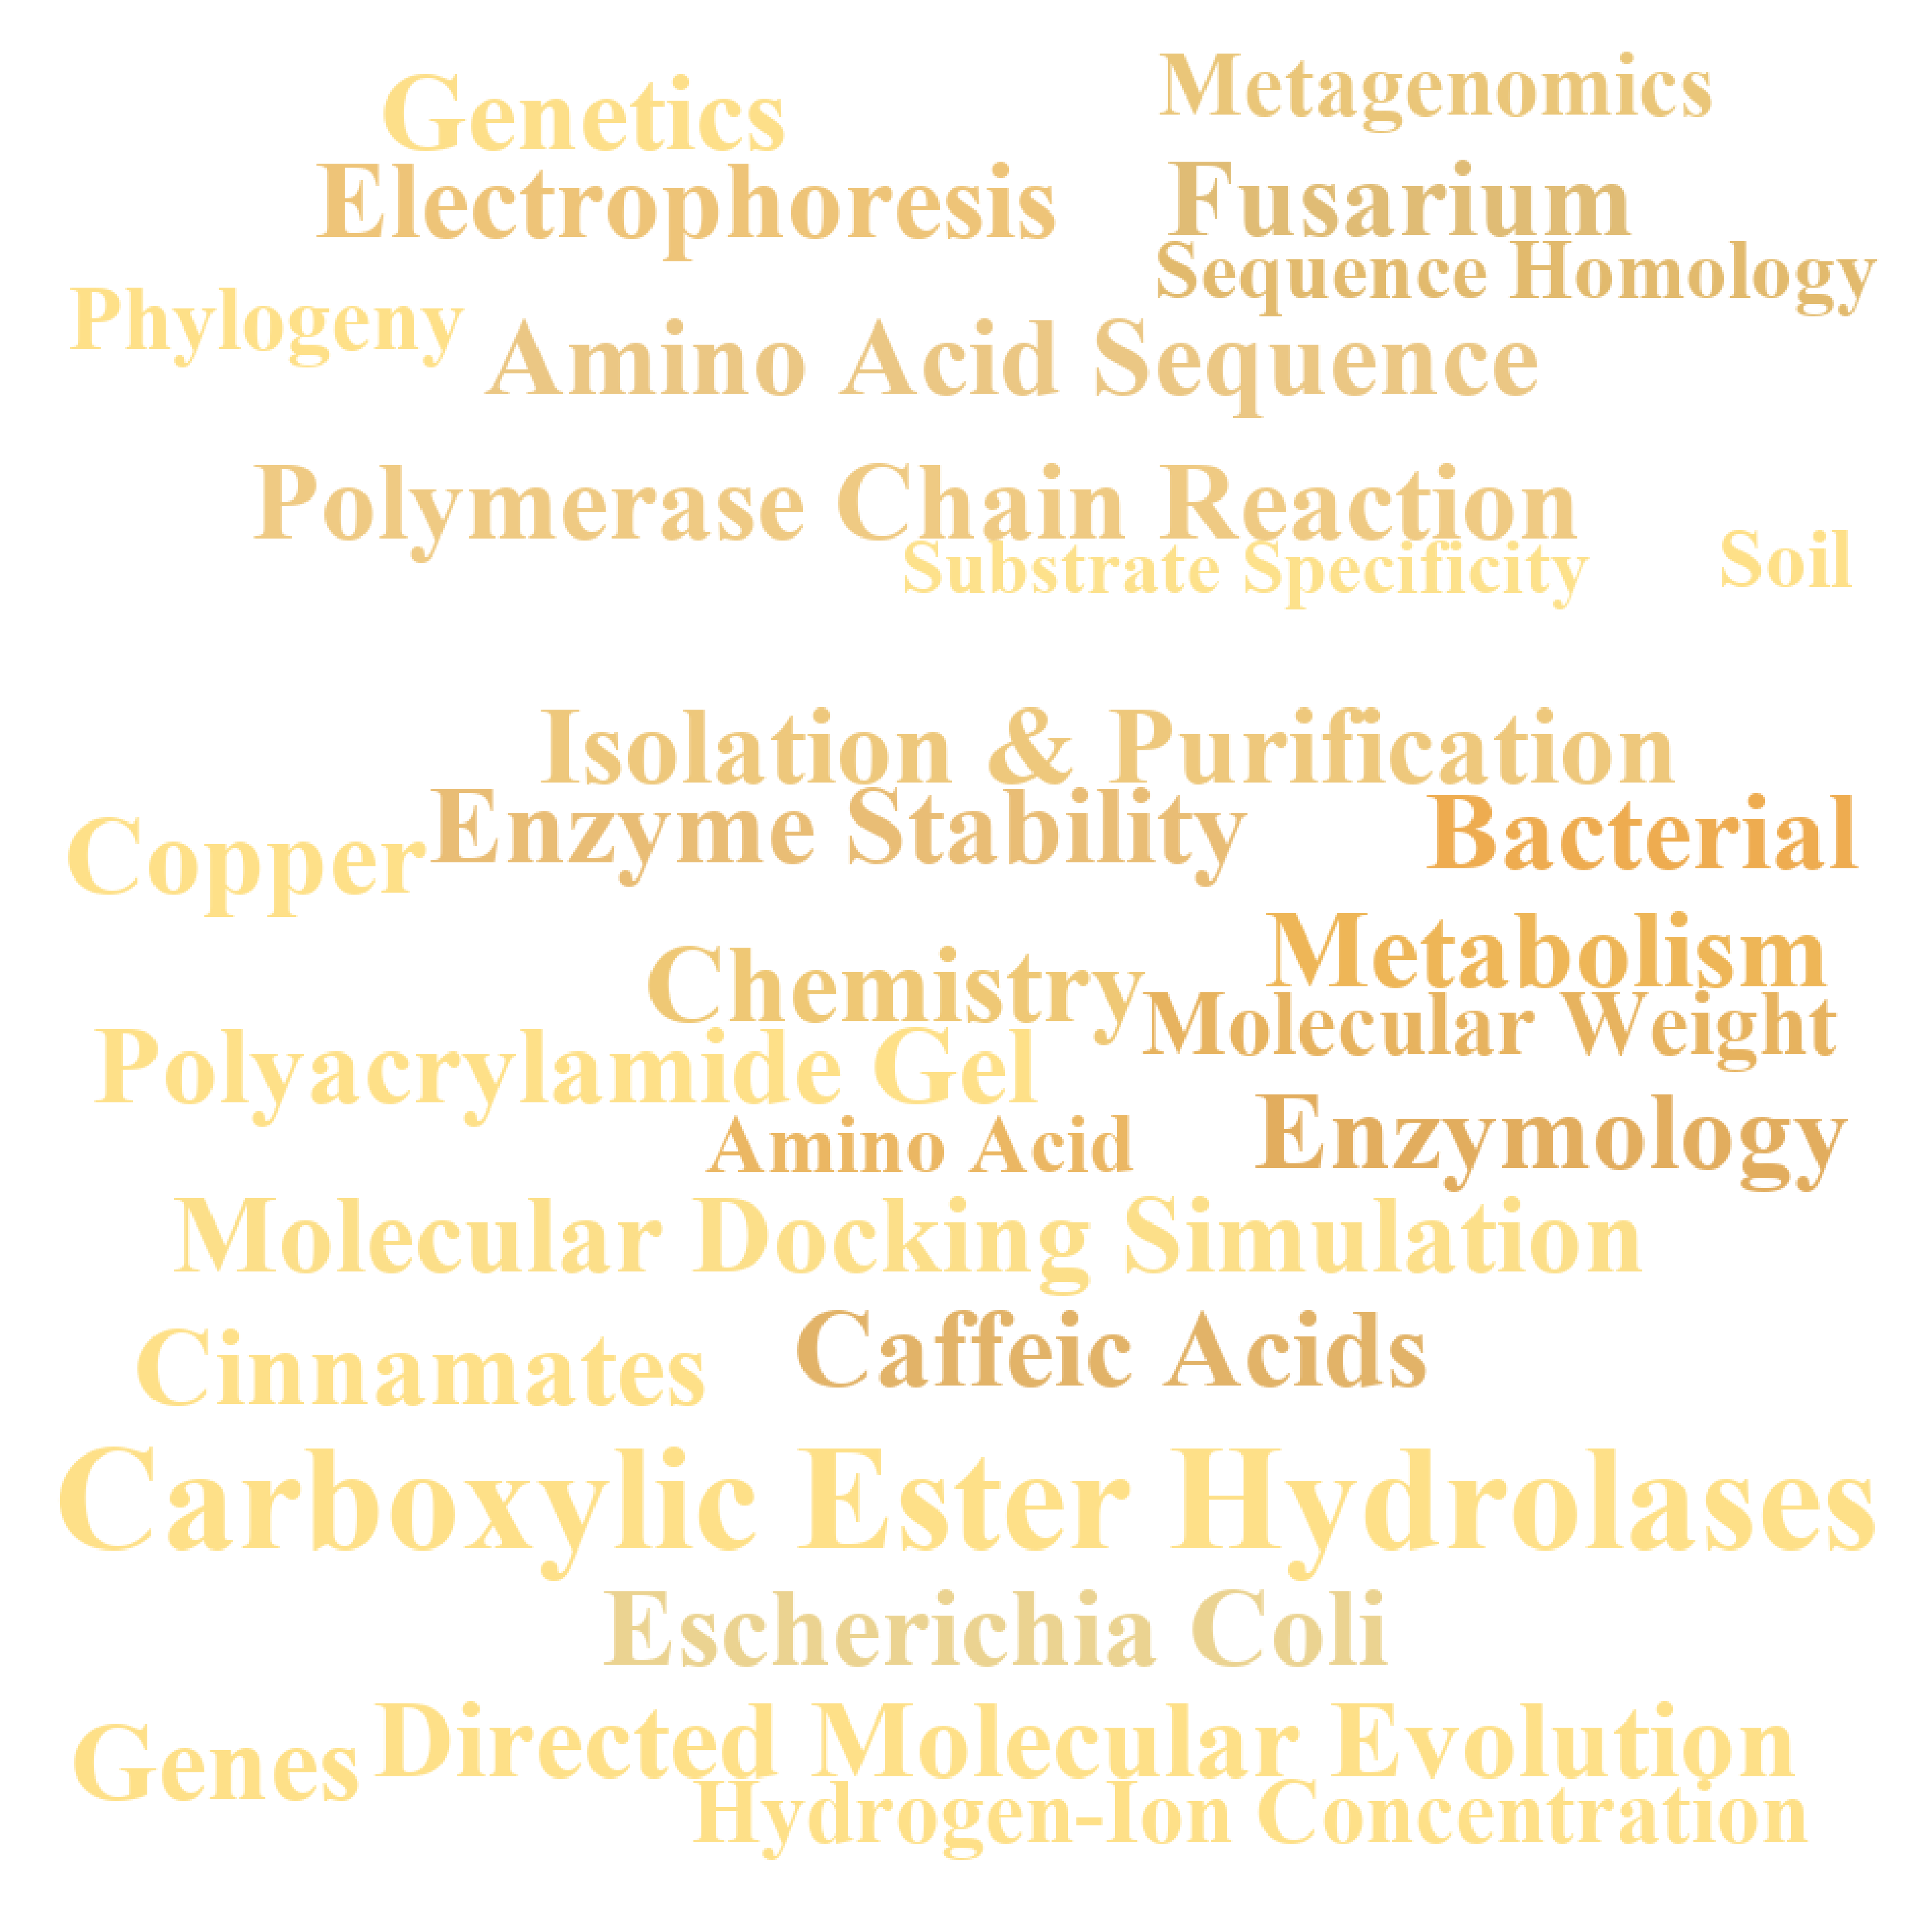 Metagenomics
Genetics
Electrophoresis
Fusarium
Sequence Homology
Phylogeny
Amino Acid Sequence
Polymerase Chain Reaction
Substrate Specificity
Soil
Isolation & Purification
Enzyme Stability
Bacterial
Copper
Metabolism
Chemistry
Molecular Weight
Polyacrylamide Gel
Amino Acid
Enzymology
Molecular Docking Simulation
Caffeic Acids
Cinnamates
Carboxylic Ester Hydrolases
Escherichia Coli
Directed Molecular Evolution
Genes
Hydrogen-Ion Concentration